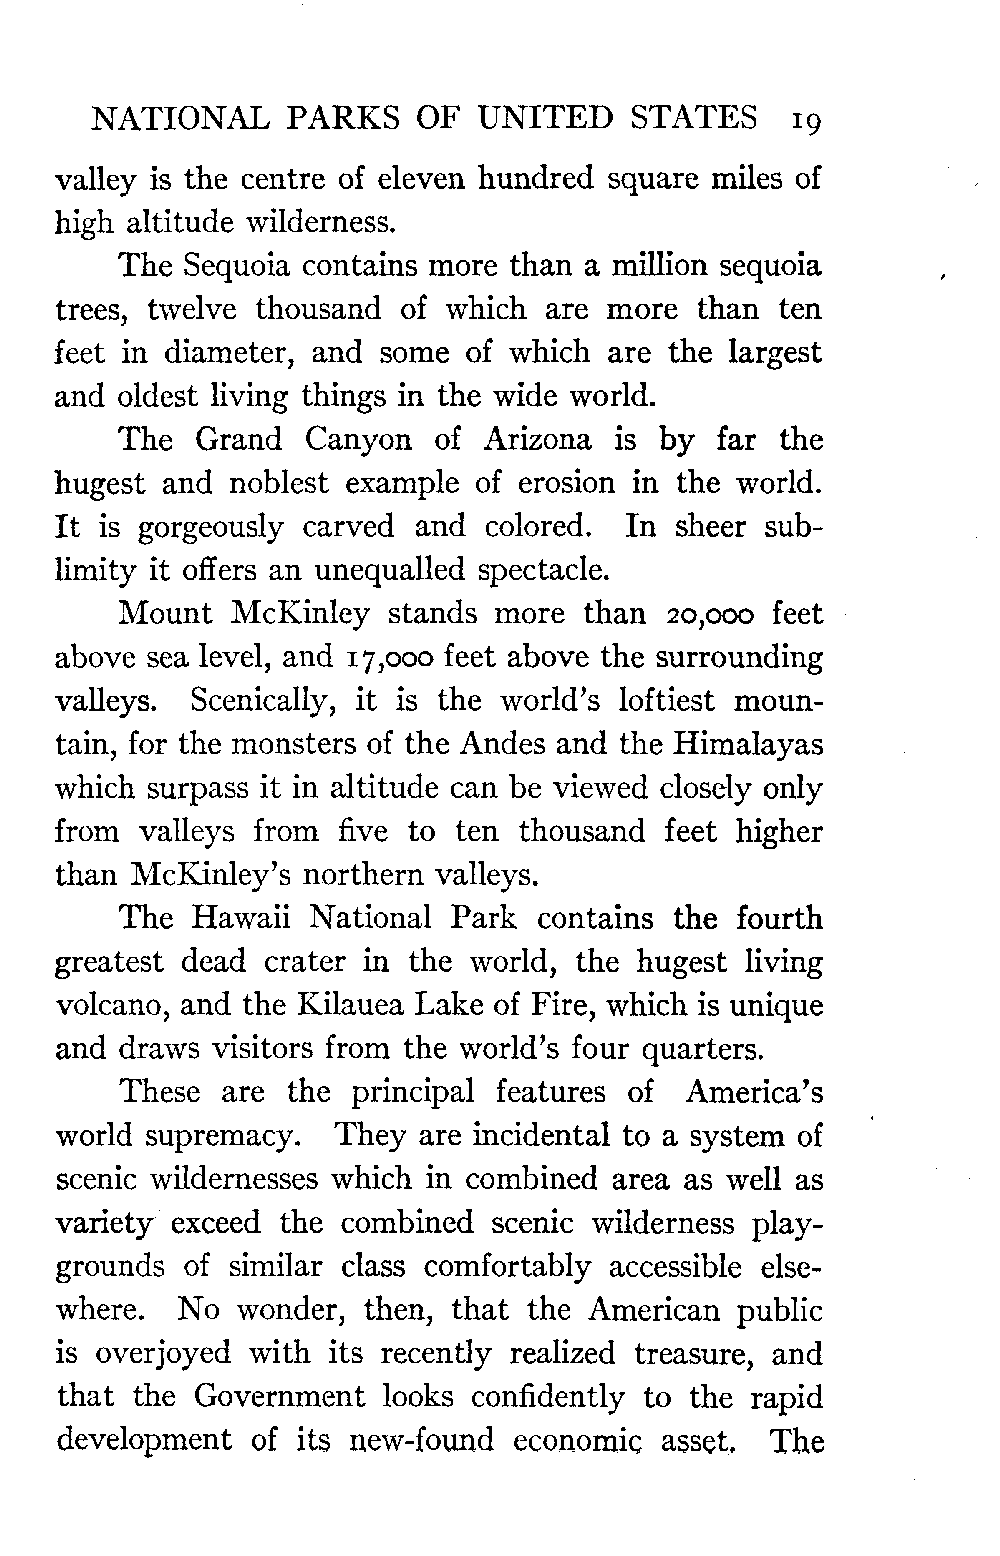 NATIONAL PARKS OF UNITED STATES 19
valley is the centre of eleven hundred square miles of
high altitude wilderness.
The Sequoia contains more than a million sequoia
trees, twelve thousand of which are more than ten
feet in diameter, and some of which are the largest
and oldest living things in the wide world.
The Grand Canyon of Arizona is by far the
hugest and noblest example of erosion in the world.
It is gorgeously carved and colored. In sheer sub-
limity it offers an unequalled spectacle.
Mount McKinley stands more than 20,000 feet
above sea level, and 17,000 feet above the surrounding
valleys. Scenically, it is the world's loftiest moun-
tain, for the monsters of the Andes and the Himalayas
which surpass it in altitude can be viewed closely only
from valleys from five to ten thousand feet higher
than McKinley's northern valleys.
The Hawaii National Park contains the fourth
greatest dead crater in the world, the hugest living
volcano, and the Kilauea Lake of Fire, which is unique
and draws visitors from the world's four quarters.
These are the principal features of America's
world supremacy. They are incidental to a system of
scenic wildernesses which in combined area as well as
variety exceed the combined scenic wilderness play-
grounds of similar class comfortably accessible else-
where. No wonder, then, that the American public
is overjoyed with its recently realized treasure, and
that the Government looks confidently to the rapid
development of its new-found economic asset. The